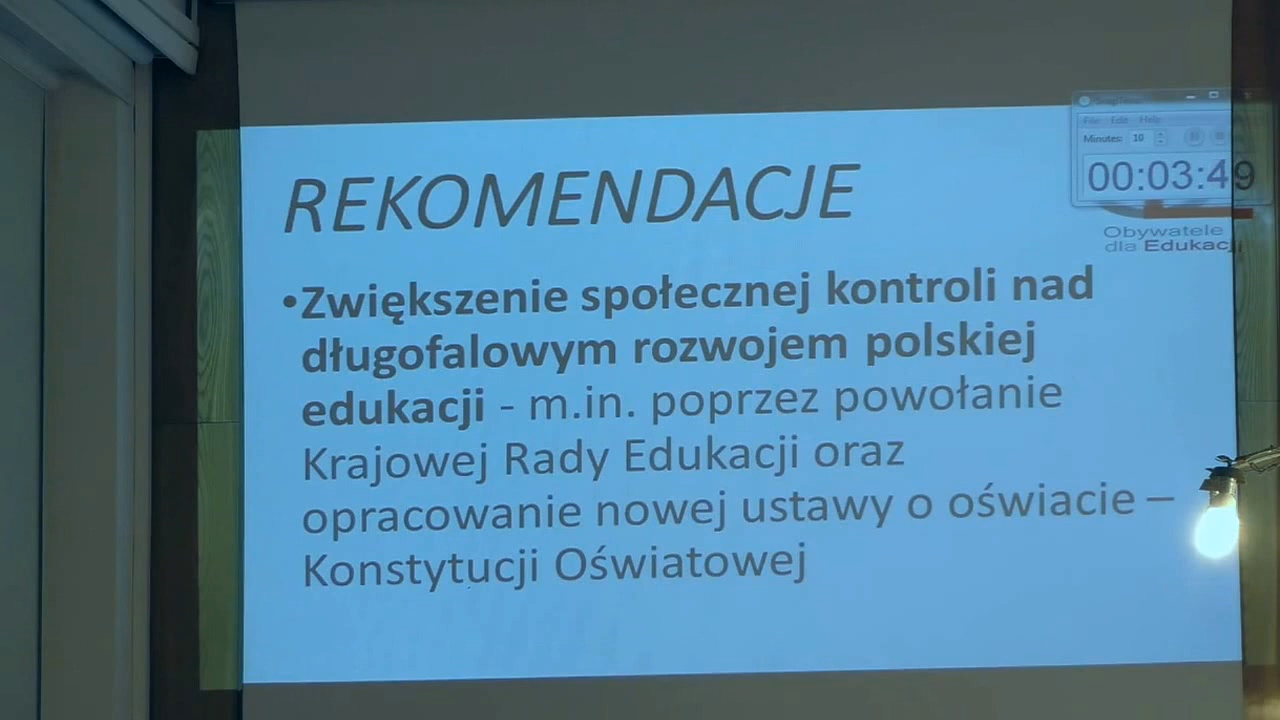 File Edit Help
Minutes: 10
00:03:49
REKOMENDACJE
Obywatele
dla Edukacji
•Zwiększenie społecznej kontroli nad
długofalowym rozwojem polskiej
edukacji - m.in. poprzez powołanie
Krajowej Rady Edukacji oraz
opracowanie nowej ustawy o oświacie –
Konstytucji Oświatowej